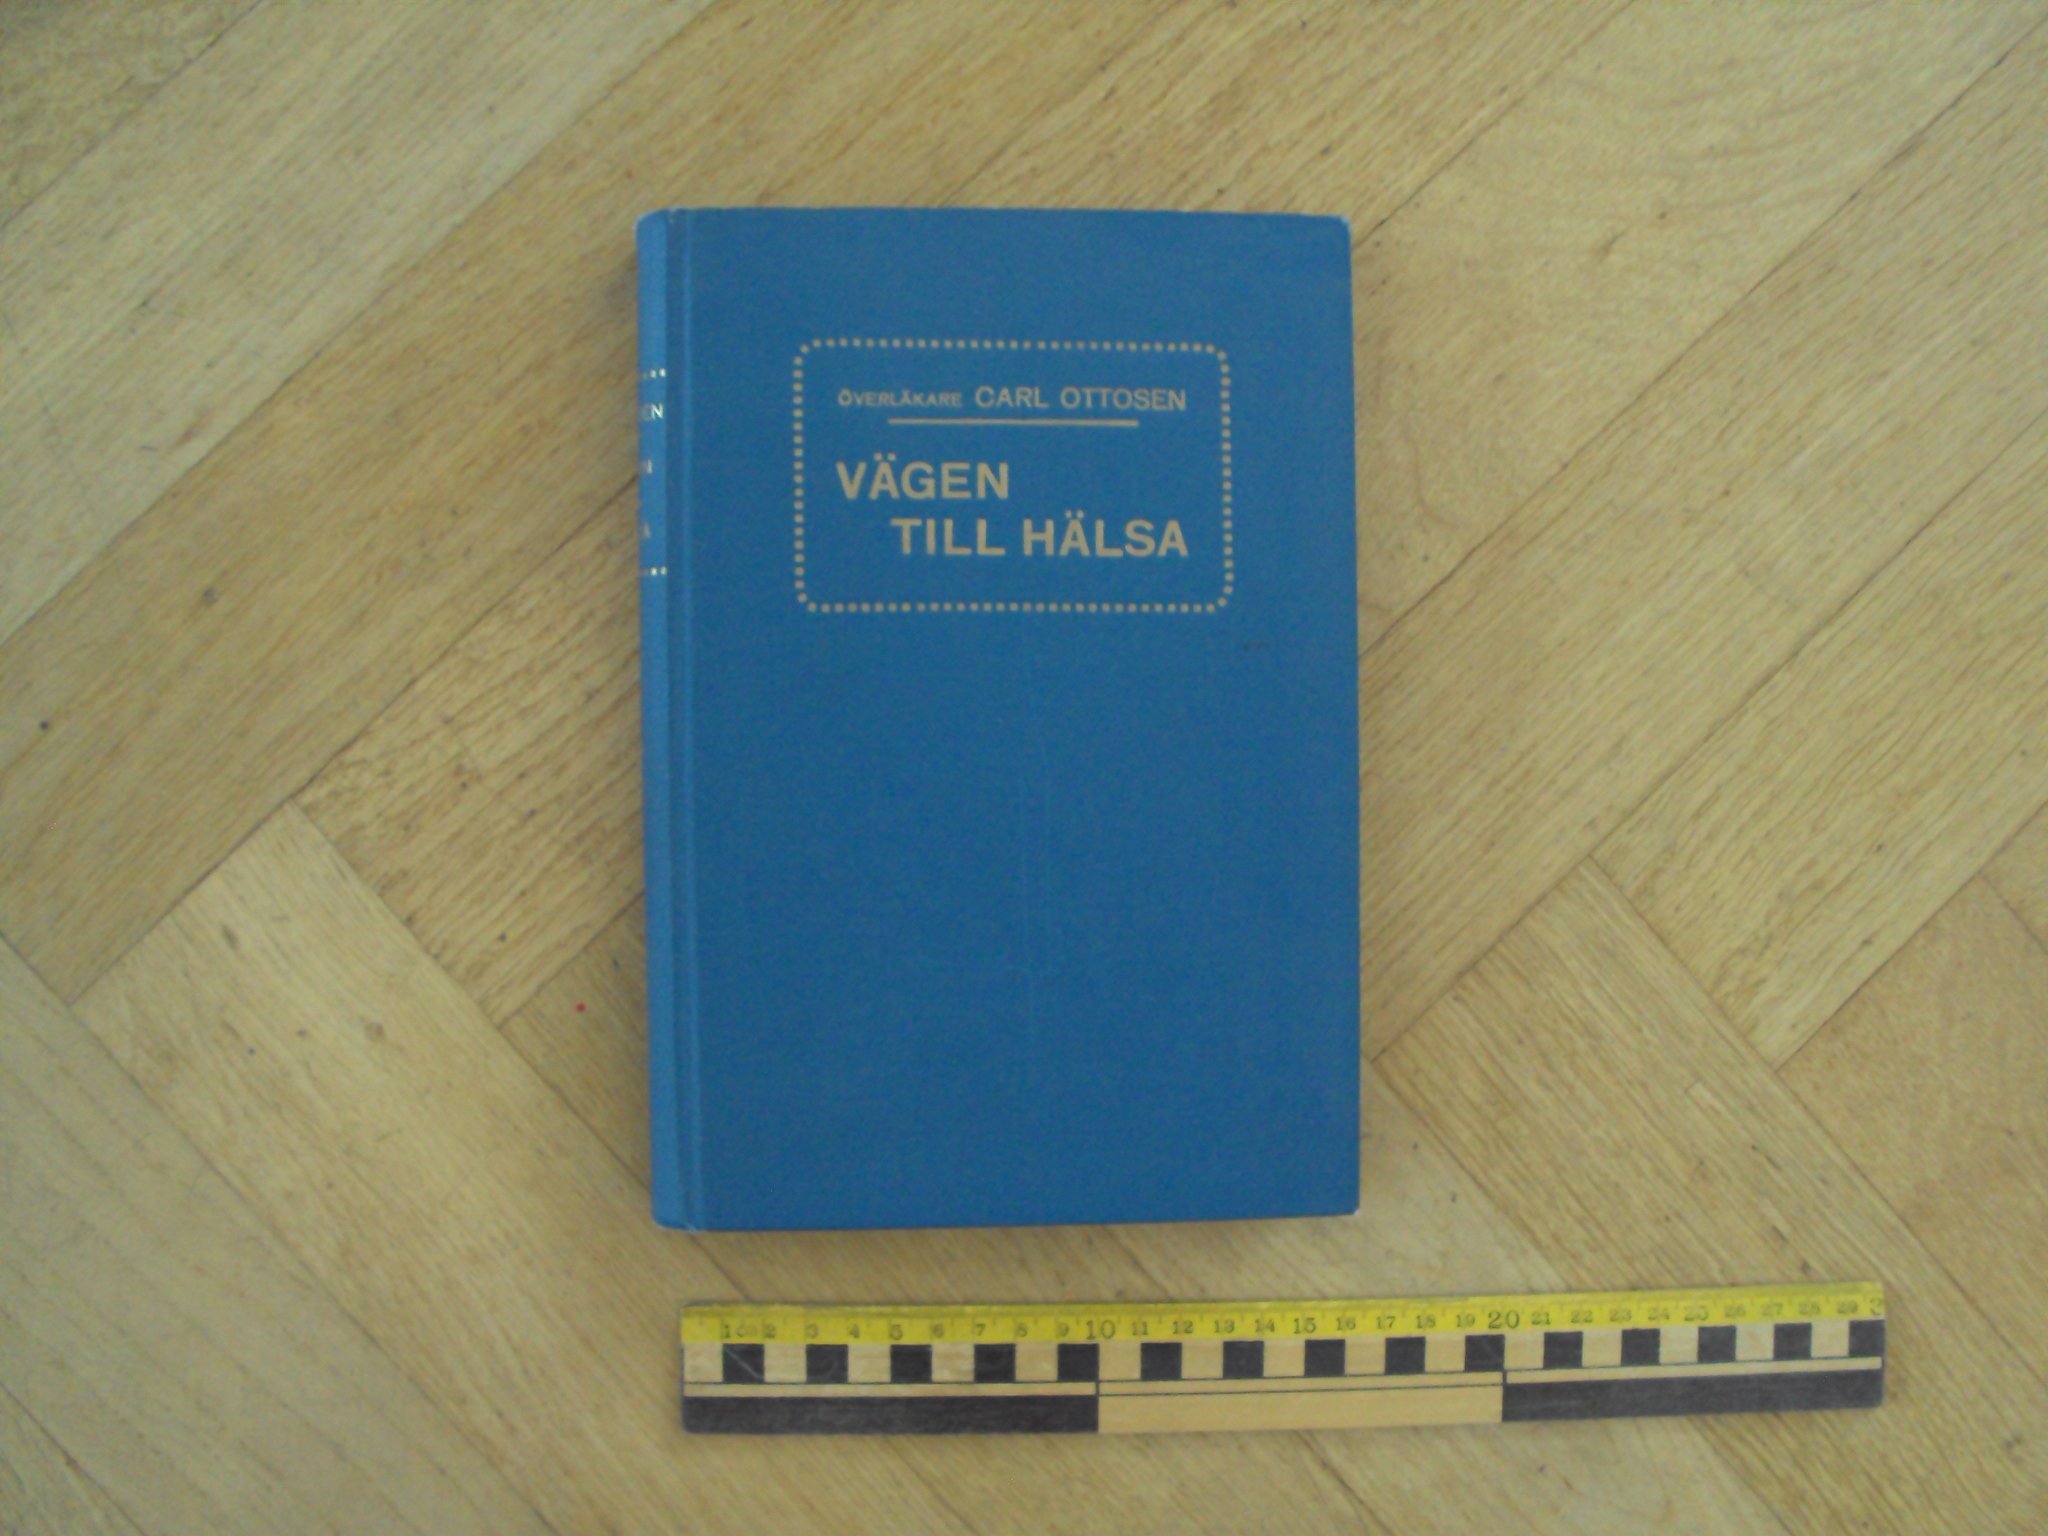 ÖVERLÄKARE CARL OTTOSEN
VÄGEN
TILL HÄLSA
1 cm 2 3 4 5 6 7 8 9 10 11 12 13 14 15 16 17 18 19 20 21 22 23 24 25 26 27 28 29